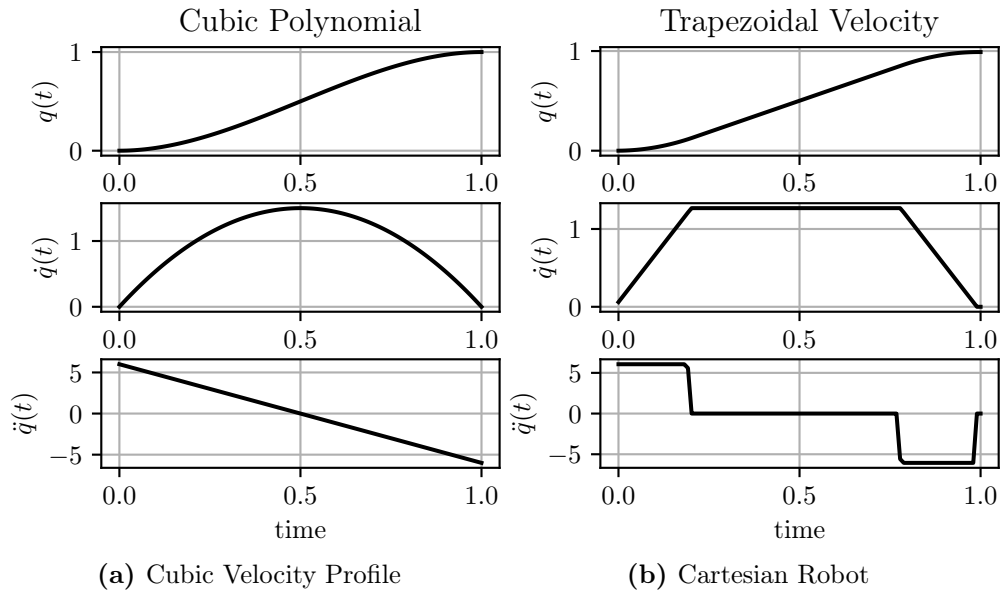 Cubic Polynomial
1
0
q(t)
0.0 0.5 1.0
1
0
q̇(t)
0.0 0.5 1.0
5
0
−5
q̈(t)
0.0 0.5 1.0
time
(a) Cubic Velocity Profile
Trapezoidal Velocity
1
0
q(t)
0.0 0.5 1.0
1
0
q̇(t)
0.0 0.5 1.0
5
0
−5
q̈(t)
0.0 0.5 1.0
time
(b) Cartesian Robot